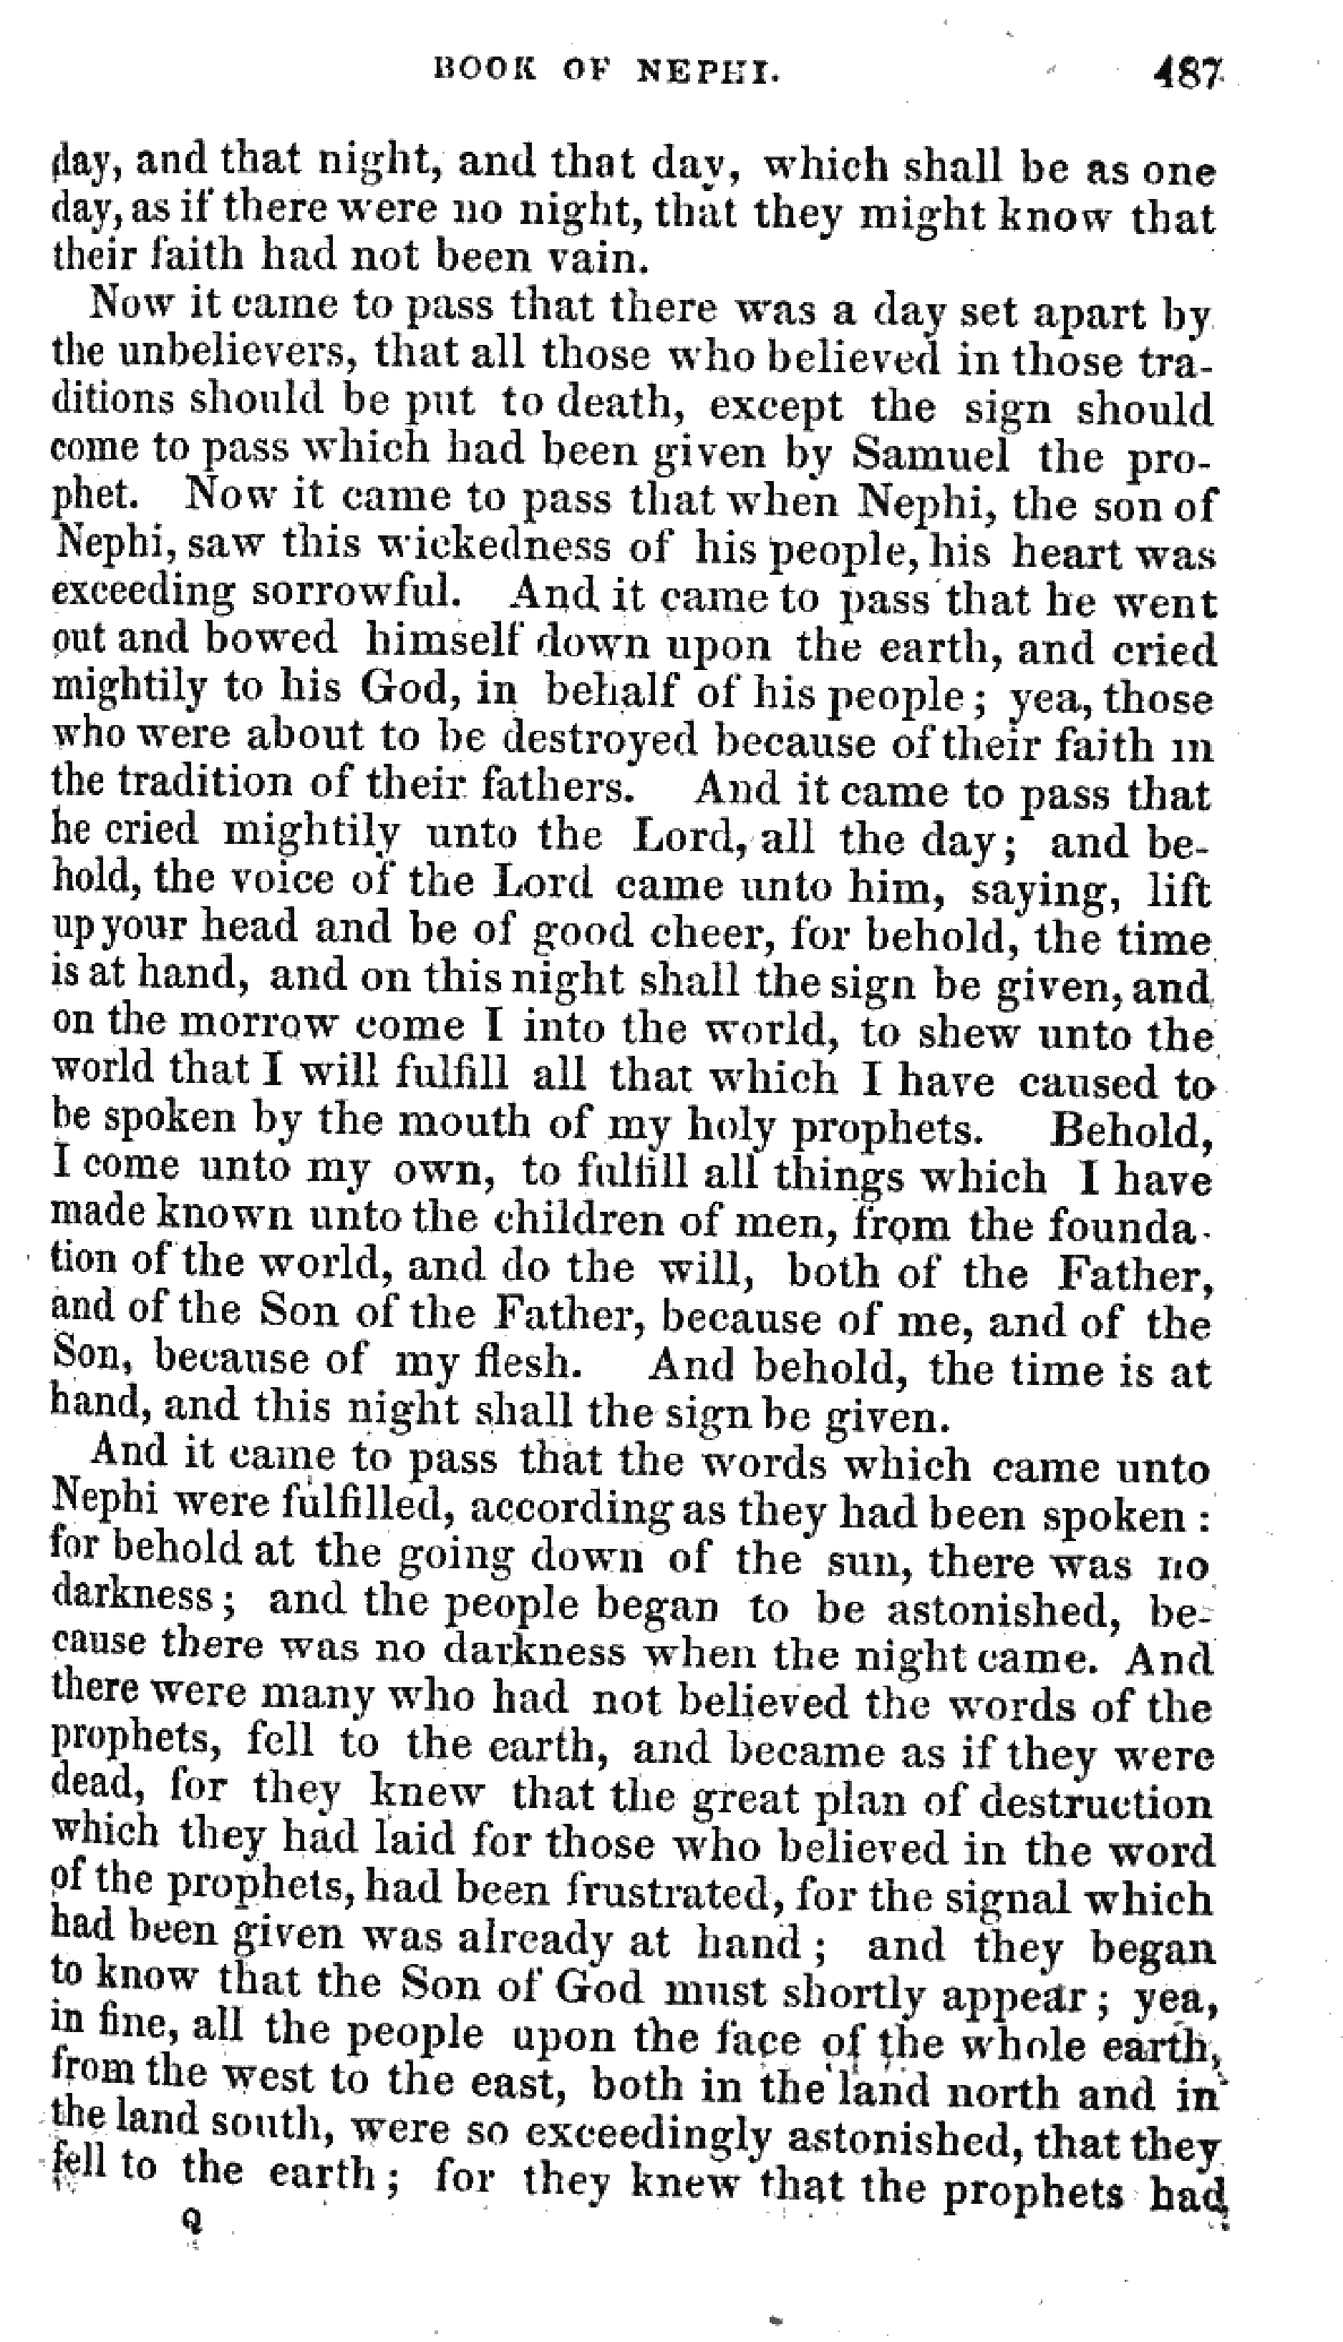 BOOK OF NEPHI. 487
day, and that night, and that day, which shall be as one
day, as if there were no night, that they might know that
their faith had not been vain.
Now it came to pass that there was a day set apart by
the unbelievers, that all those who believed in those tra-
ditions should be put to death, except the sign should
come to pass which had been given by Samuel the pro-
phet. Now it came to pass that when Nephi, the son of
Nephi, saw this wickedness of his people, his heart was
exceeding sorrowful. And it came to pass that he went
out and bowed himself down upon the earth, and cried
mightily to his God, in behalf of his people; yea, those
who were about to be destroyed because of their faith in
the tradition of their fathers. And it came to pass that
he cried mightily unto the Lord, all the day; and be-
hold, the voice of the Lord came unto him, saying, lift
up your head and be of good cheer, for behold, the time
is at hand, and on this night shall the sign be given, and
on the morrow come I into the world, to shew unto the
world that I will fulfill all that which I have caused to
be spoken by the mouth of my holy prophets. Behold,
I come unto my own, to fulfill all things which I have
made known unto the children of men, from the founda-
tion of the world, and do the will, both of the Father,
and of the Son of the Father, because of me, and of the
Son, because of my flesh. And behold, the time is at
hand, and this night shall the sign be given.
And it came to pass that the words which came unto
Nephi were fulfilled, according as they had been spoken:
for behold at the going down of the sun, there was no
darkness; and the people began to be astonished, be-
cause there was no darkness when the night came. And
there were many who had not believed the words of the
prophets, fell to the earth, and became as if they were
dead, for they knew that the great plan of destruction
which they had laid for those who believed in the word
of the prophets, had been frustrated, for the signal which
had been given was already at hand; and they began
to know that the Son of God must shortly appear; yea,
in fine, all the people upon the face of the whole earth,
from the west to the east, both in the land north and in
the land south, were so exceedingly astonished, that they
fell to the earth; for they knew that the prophets had
Q